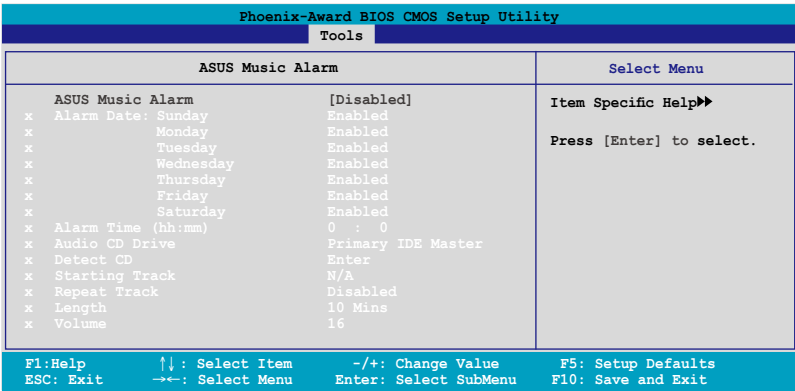 Phoenix-Award BIOS CMOS Setup Utility
Tools
ASUS Music Alarm
Select Menu
ASUS Music Alarm [Disabled]
x Alarm Date: Sunday Enabled
x Monday Enabled
x Tuesday Enabled
x Wednesday Enabled
x Thursday Enabled
x Friday Enabled
x Saturday Enabled
x Alarm Time (hh:mm) 0 : 0
x Audio CD Drive Primary IDE Master
x Detect CD Enter
x Starting Track N/A
x Repeat Track Disabled
x Length 10 Mins
x Volume 16
Item Specific Help▶▶
Press [Enter] to select.
F1:Help ↑↓: Select Item -/+: Change Value F5: Setup Defaults
ESC: Exit →←: Select Menu Enter: Select SubMenu F10: Save and Exit